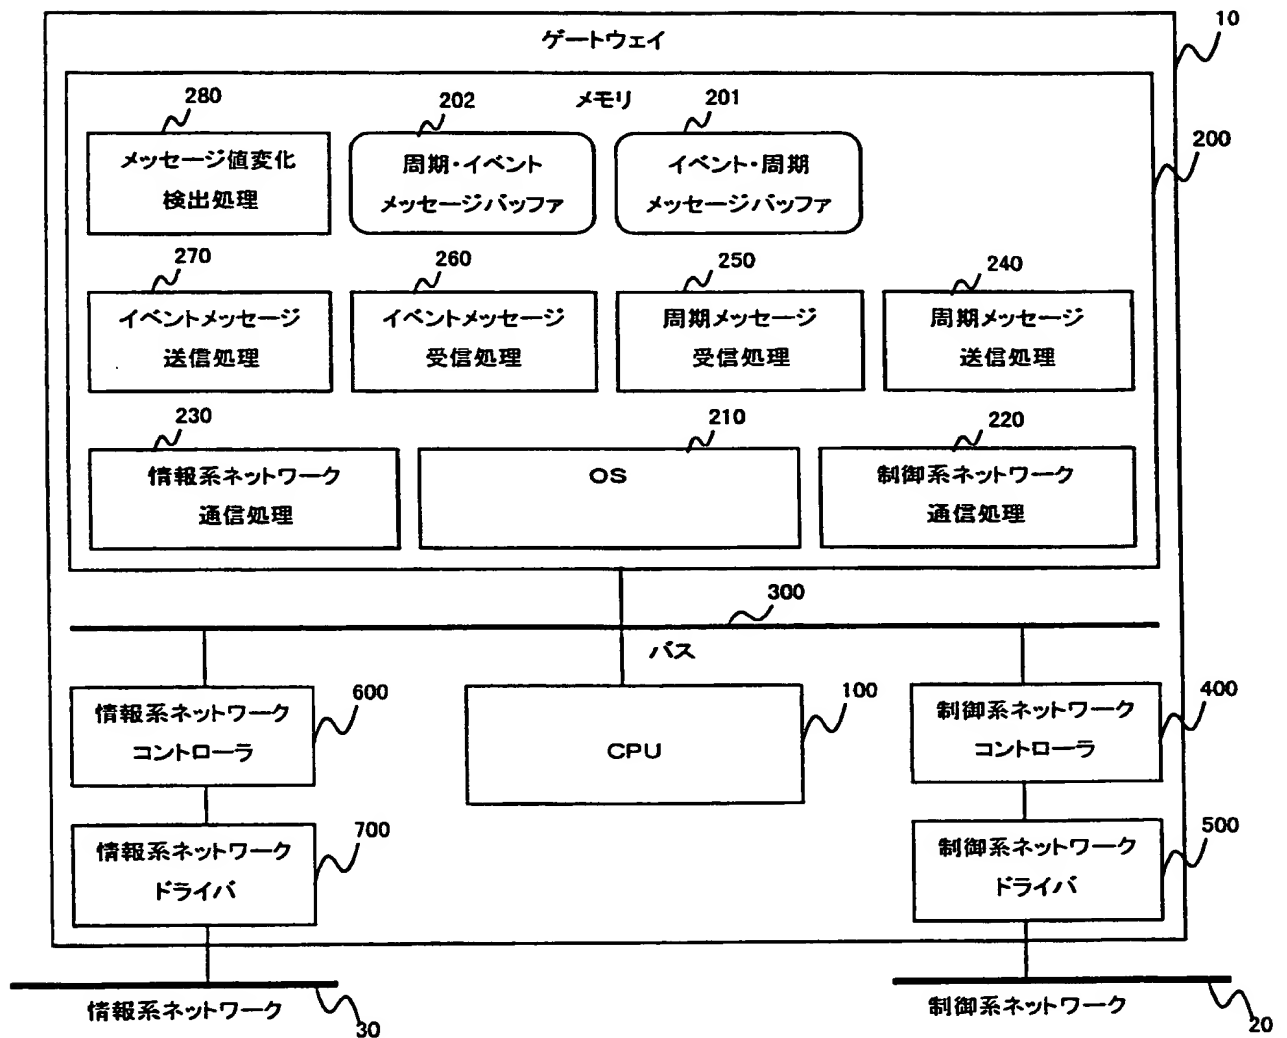 10
ゲートウェイ
メモリ
200
280
202
201
メッセージ値変化
検出処理
周期・イベント
メッセージバッファ
イベント・周期
メッセージバッファ
270
260
250
240
イベントメッセージ
送信処理
イベントメッセージ
受信処理
周期メッセージ
受信処理
周期メッセージ
送信処理
230
210
220
情報系ネットワーク
通信処理
OS
制御系ネットワーク
通信処理
300
バス
600
100
400
情報系ネットワーク
コントローラ
CPU
制御系ネットワーク
コントローラ
700
500
情報系ネットワーク
ドライバ
制御系ネットワーク
ドライバ
情報系ネットワーク
30
制御系ネットワーク
20